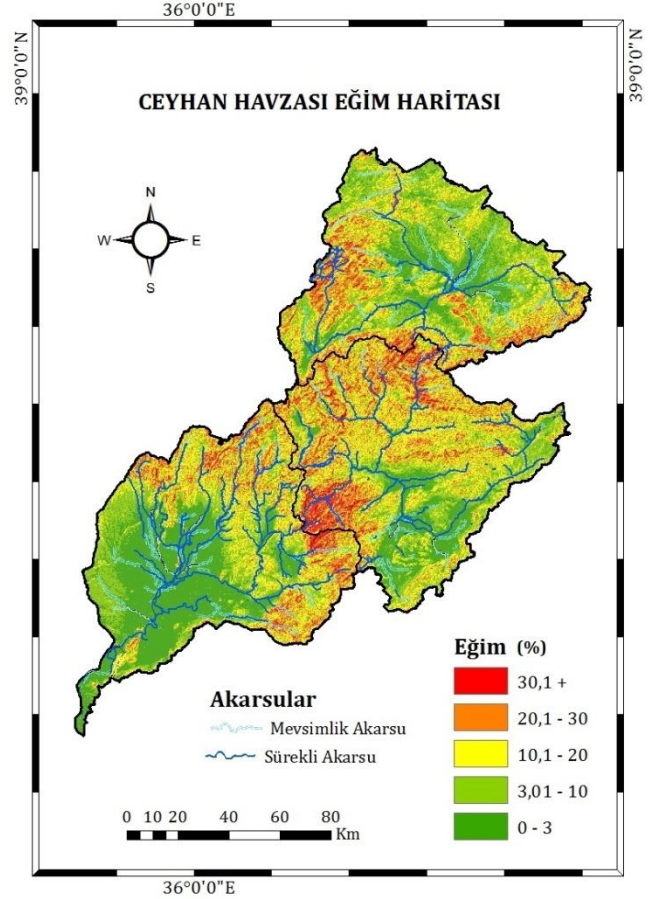 36°0'0"E
39°0'0"N
39°0'0"N
CEYHAN HAVZASI EĞİM HARİTASI
N
W
E
S
Eğim (%)
30,1 +
20,1 - 30
10,1 - 20
3,01 - 10
0 - 3
Akarsular
Mevsimlik Akarsu
Sürekli Akarsu
0 10 20 40 60 80
Km
36°0'0"E